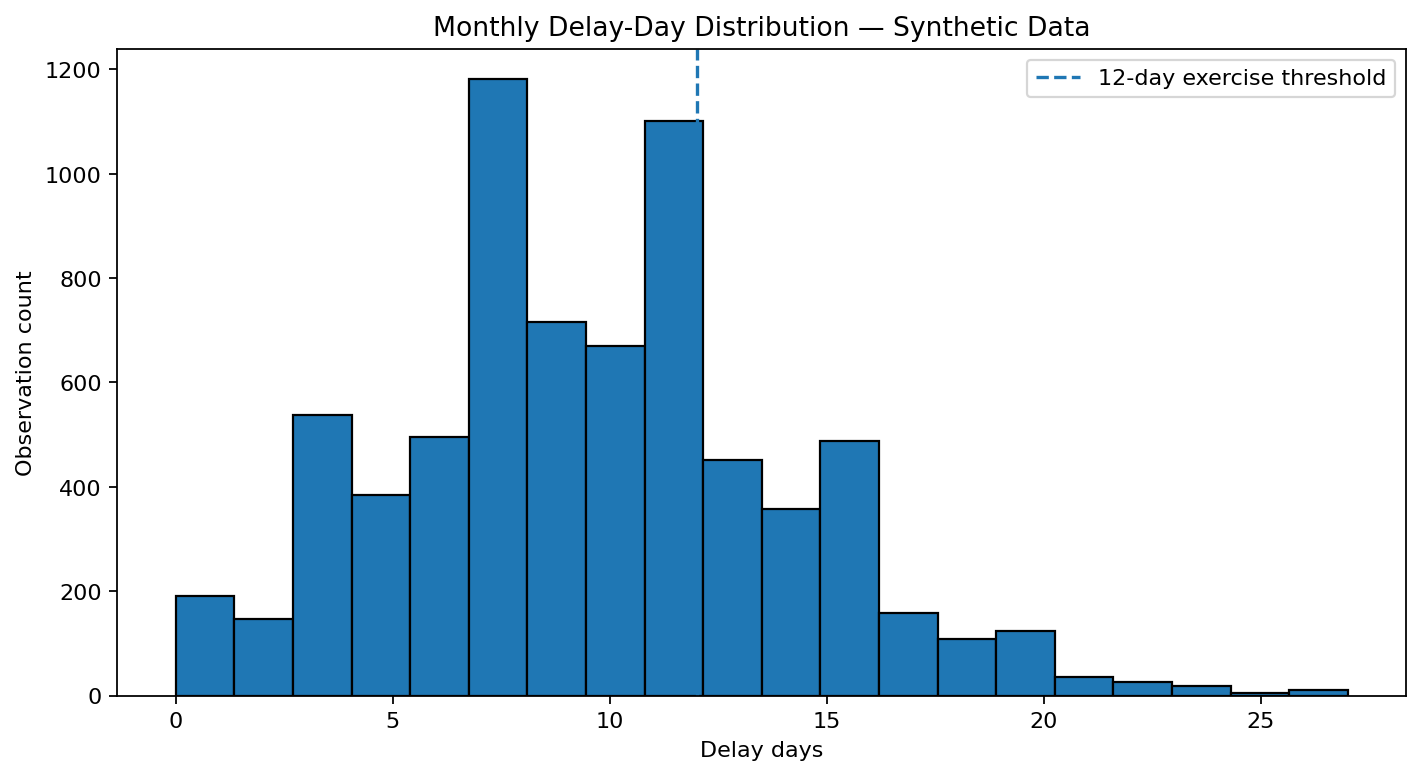 Monthly Delay-Day Distribution — Synthetic Data
12-day exercise threshold
Observation count
1200
1000
800
600
400
200
0
0 5 10 15 20 25
Delay days